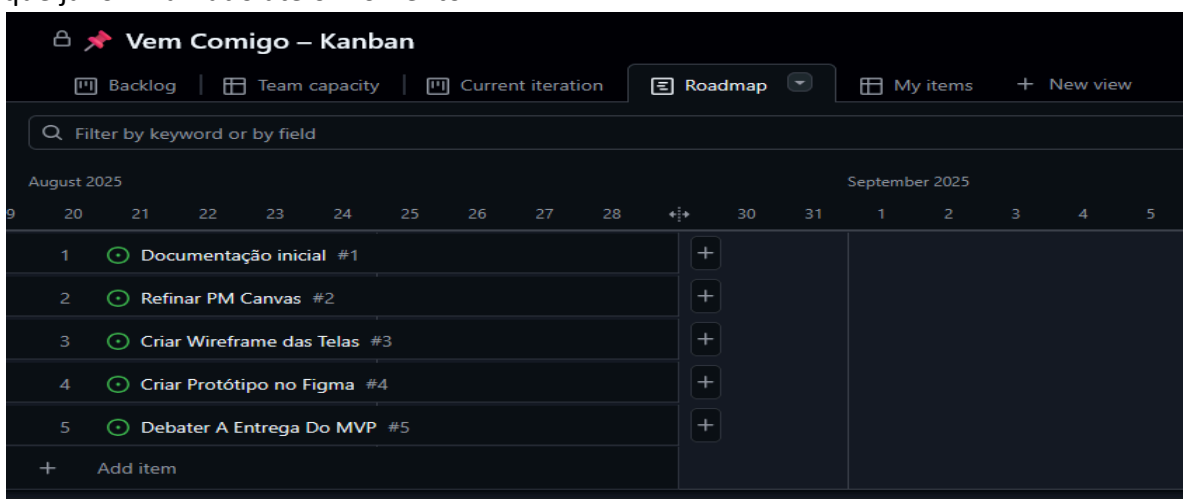 Vem Comigo – Kanban
Backlog Team capacity Current iteration Roadmap My items + New view
Filter by keyword or by field
August 2025 September 2025
9 20 21 22 23 24 25 26 27 28 30 31 1 2 3 4 5
1 Documentação inicial #1 +
2 Refinar PM Canvas #2 +
3 Criar Wireframe das Telas #3 +
4 Criar Protótipo no Figma #4 +
5 Debater A Entrega Do MVP #5 +
+ Add item